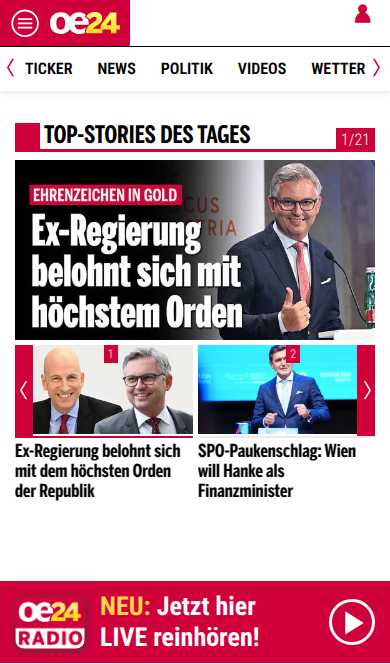 oe24
TICKER NEWS POLITIK VIDEOS WETTER
TOP-STORIES DES TAGES
1/21
EHRENZEICHEN IN GOLD
Ex-Regierung
belohnt sich mit
höchstem Orden
1
2
Ex-Regierung belohnt sich
mit dem höchsten Orden
der Republik
SPO-Paukenschlag: Wien
will Hanke als
Finanzminister
oe24
RADIO
NEU: Jetzt hier
LIVE reinhören!